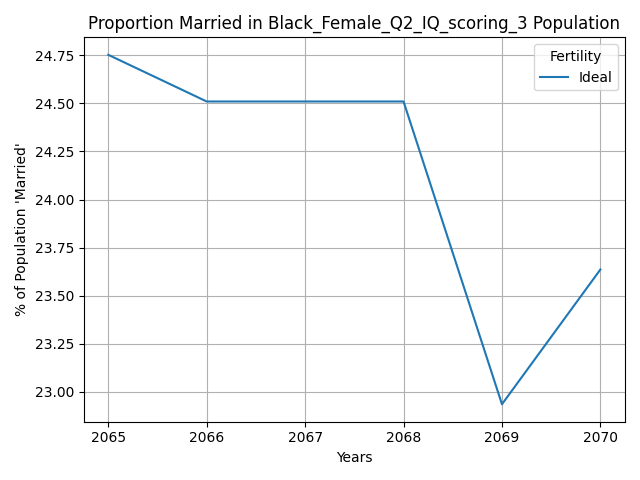 Proportion Married in Black_Female_Q2_IQ_scoring_3 Population
Fertility
Ideal
% of Population 'Married'
24.75
24.50
24.25
24.00
23.75
23.50
23.25
23.00
2065 2066 2067 2068 2069 2070
Years